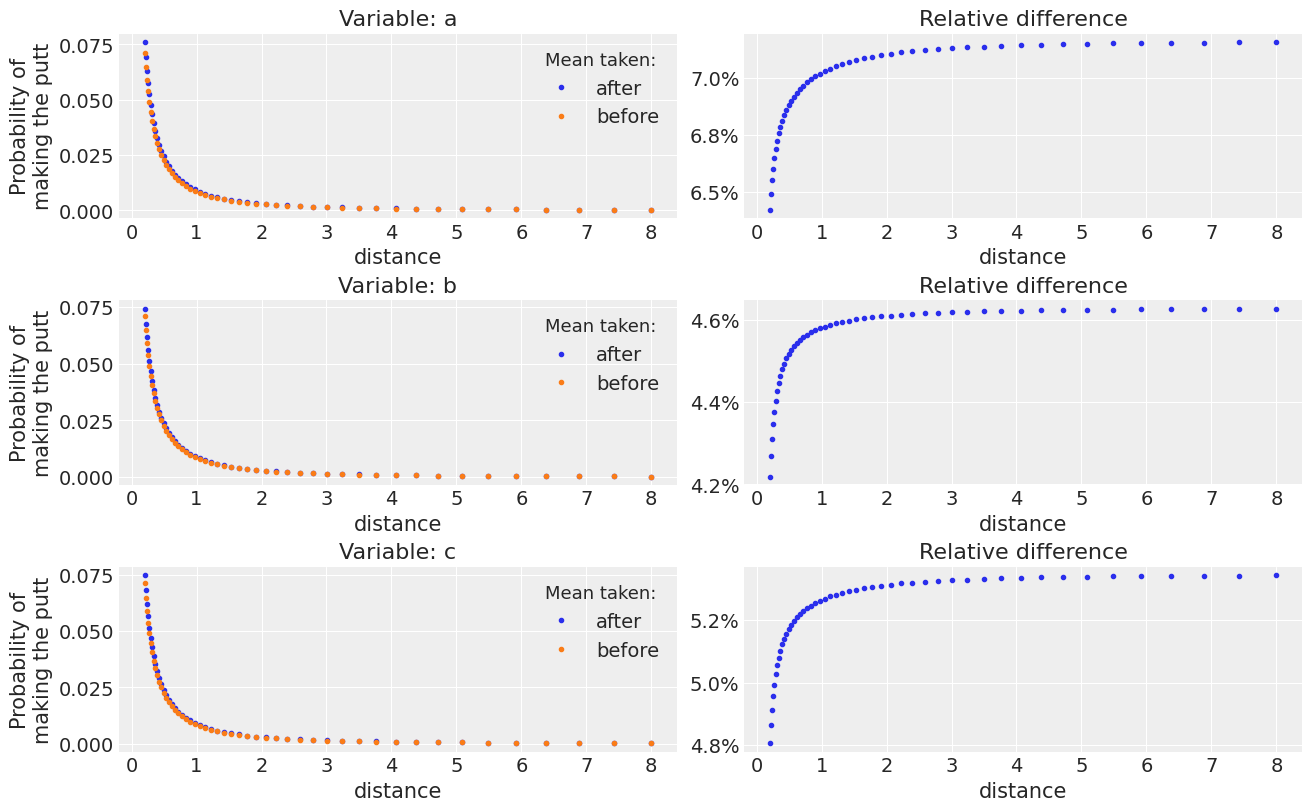 Variable: a
Probability of
making the putt
0.075
0.050
0.025
0.000
Mean taken:
after
before
0 1 2 3 4 5 6 7 8
distance
Relative difference
7.0%
6.8%
6.5%
0 1 2 3 4 5 6 7 8
distance
Variable: b
Probability of
making the putt
0.075
0.050
0.025
0.000
Mean taken:
after
before
0 1 2 3 4 5 6 7 8
distance
Relative difference
4.6%
4.4%
4.2%
0 1 2 3 4 5 6 7 8
distance
Variable: c
Probability of
making the putt
0.075
0.050
0.025
0.000
Mean taken:
after
before
0 1 2 3 4 5 6 7 8
distance
Relative difference
5.2%
5.0%
4.8%
0 1 2 3 4 5 6 7 8
distance